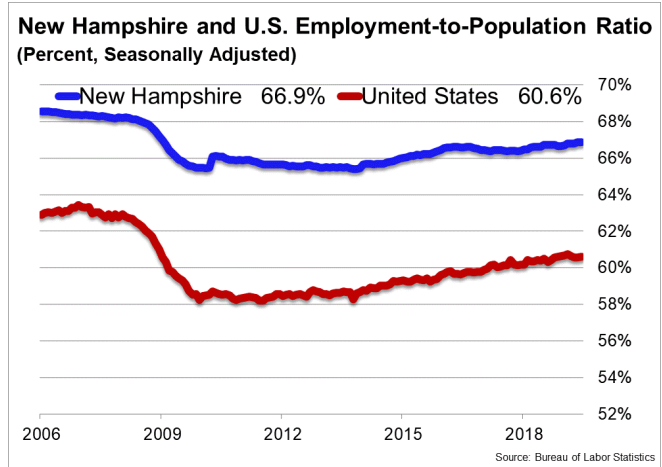 New Hampshire and U.S. Employment-to-Population Ratio
(Percent, Seasonally Adjusted)
New Hampshire 66.9% United States 60.6%
70%
68%
66%
64%
62%
60%
58%
56%
54%
52%
2006 2009 2012 2015 2018
Source: Bureau of Labor Statistics